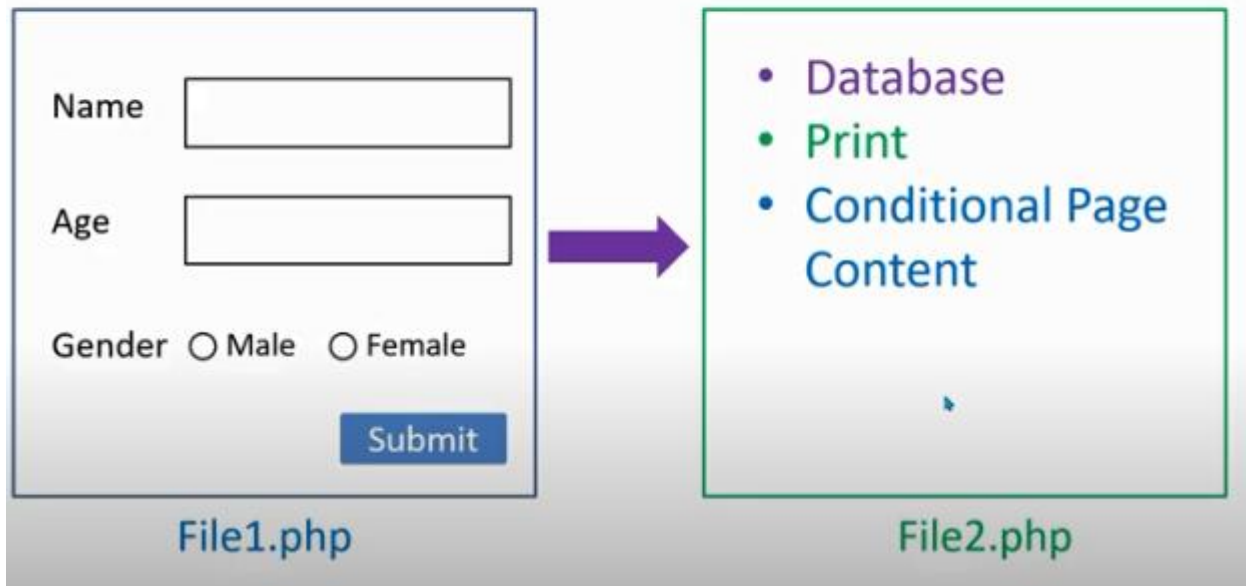 Name
Age
Gender Male Female
Submit
File1.php
• Database
• Print
• Conditional Page
Content
File2.php